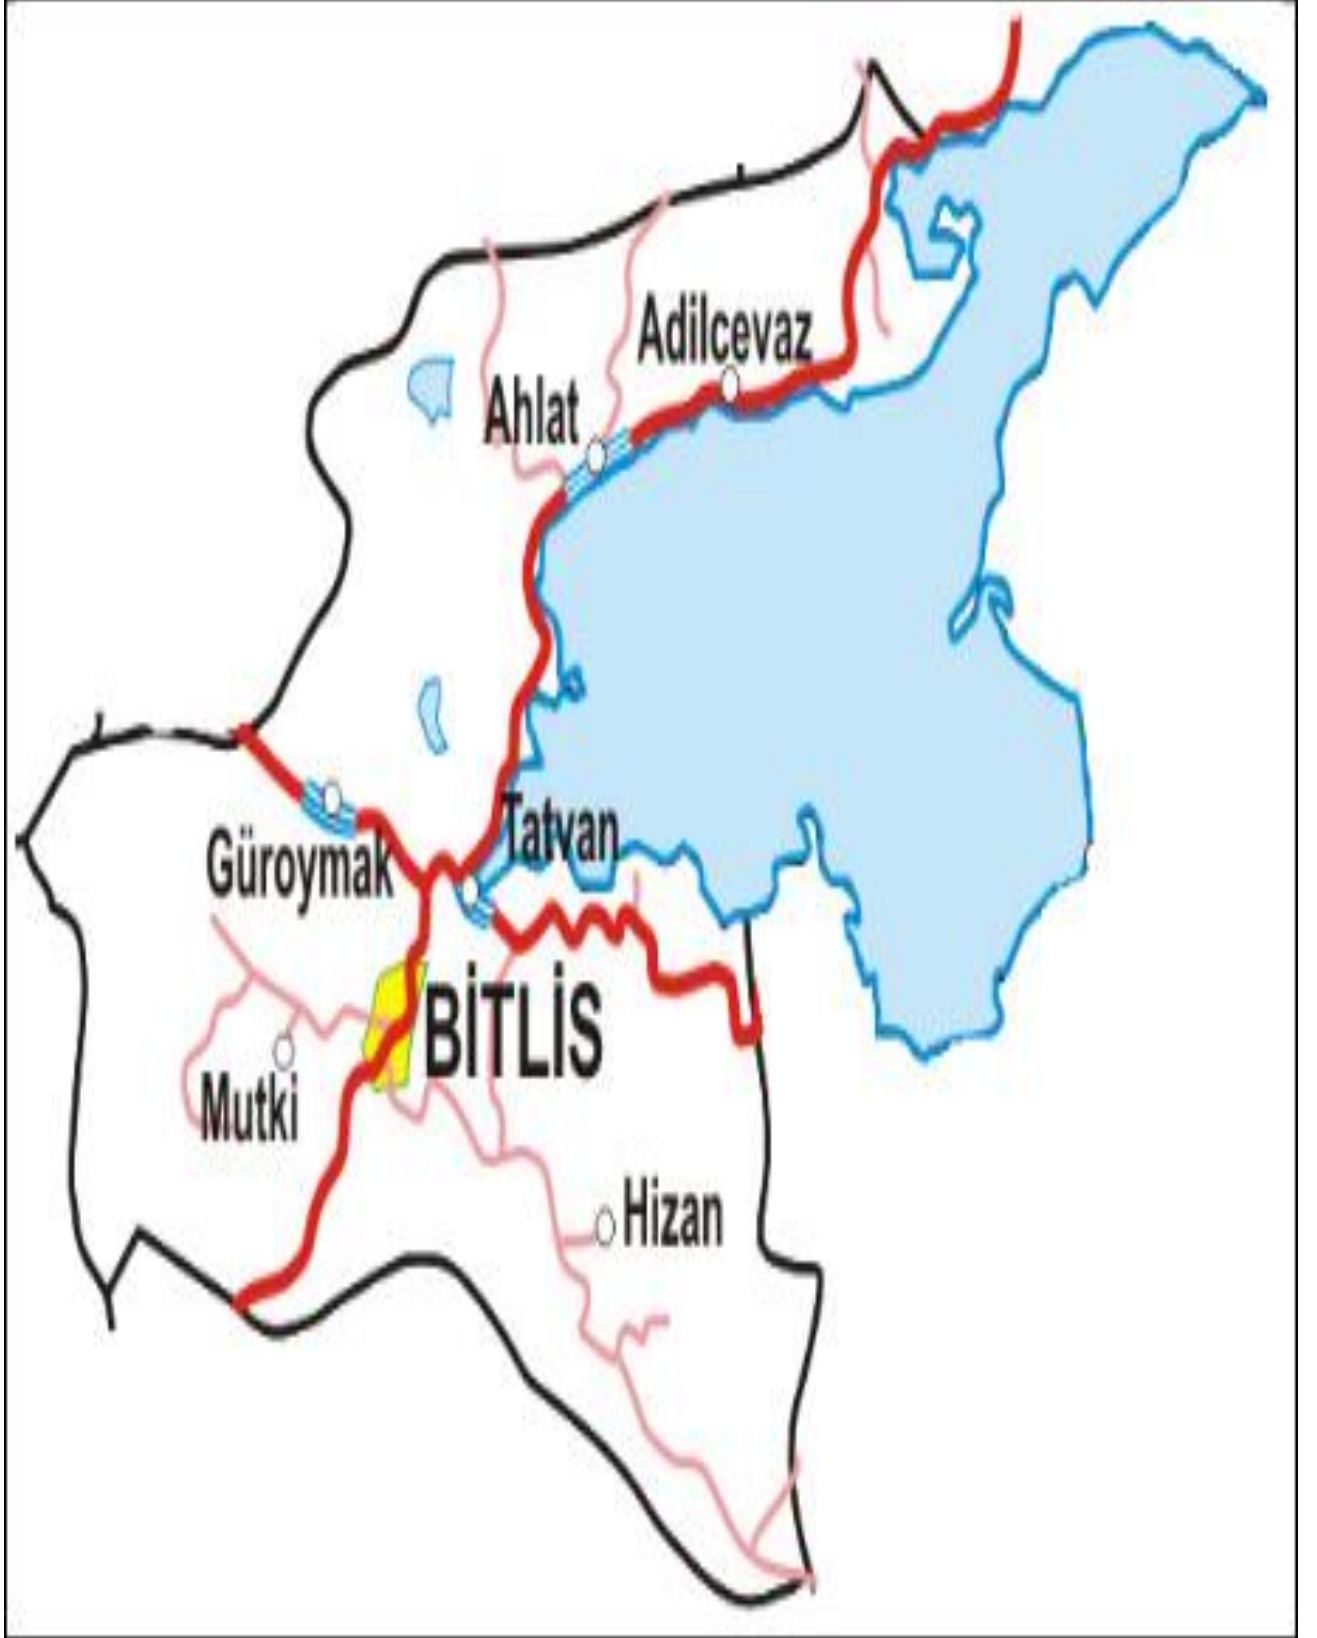 Adilcevaz
Ahlat
Tatvan
Güroymak
BİTLİS
Mutki
Hizan